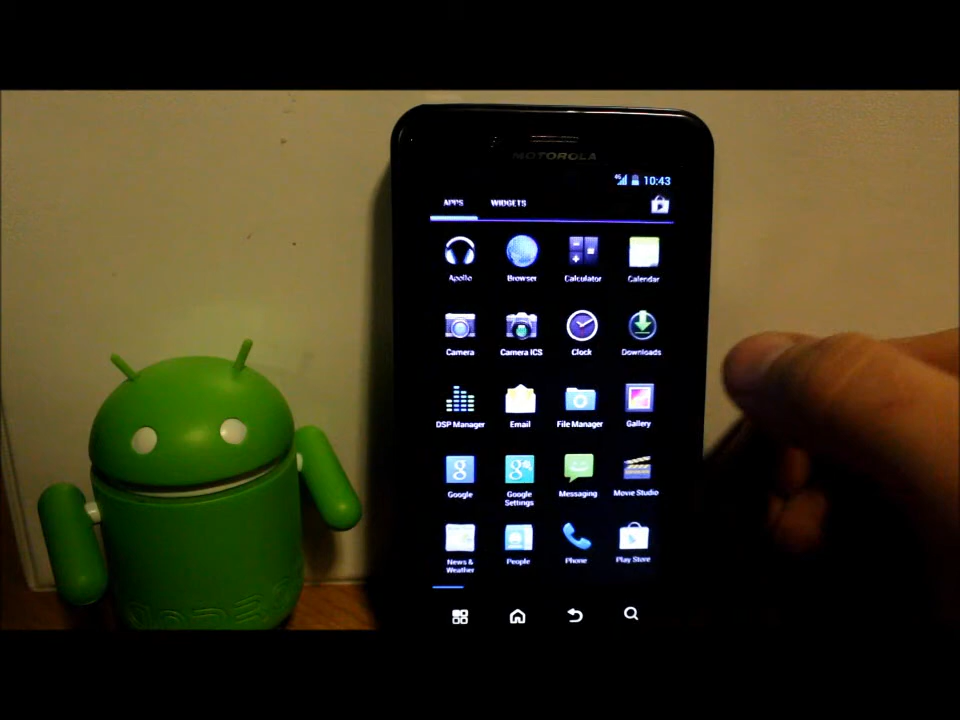 MOTOROLA
4G 10:43
APPS WIDGETS
Apollo Browser Calculator Calendar
Camera Camera ICS Clock Downloads
DSP Manager Email File Manager Gallery
Google Google Settings Messaging Movie Studio
News & Weather People Phone Play Store